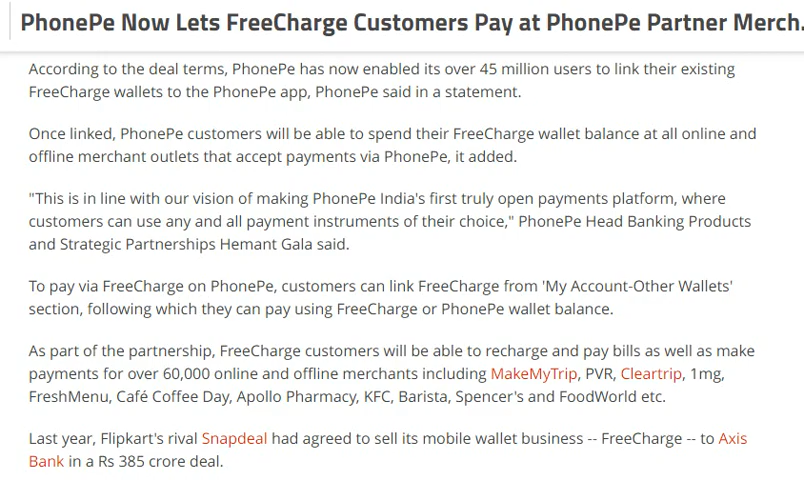 PhonePe Now Lets FreeCharge Customers Pay at PhonePe Partner Merch.
According to the deal terms, PhonePe has now enabled its over 45 million users to link their existing
FreeCharge wallets to the PhonePe app, PhonePe said in a statement.
Once linked, PhonePe customers will be able to spend their FreeCharge wallet balance at all online and
offline merchant outlets that accept payments via PhonePe, it added.
"This is in line with our vision of making PhonePe India's first truly open payments platform, where
customers can use any and all payment instruments of their choice," PhonePe Head Banking Products
and Strategic Partnerships Hemant Gala said.
To pay via FreeCharge on PhonePe, customers can link FreeCharge from 'My Account-Other Wallets'
section, following which they can pay using FreeCharge or PhonePe wallet balance.
As part of the partnership, FreeCharge customers will be able to recharge and pay bills as well as make
payments for over 60,000 online and offline merchants including MakeMyTrip, PVR, Cleartrip, 1mg,
FreshMenu, Café Coffee Day, Apollo Pharmacy, KFC, Barista, Spencer's and FoodWorld etc.
Last year, Flipkart's rival Snapdeal had agreed to sell its mobile wallet business -- FreeCharge -- to Axis
Bank in a Rs 385 crore deal.